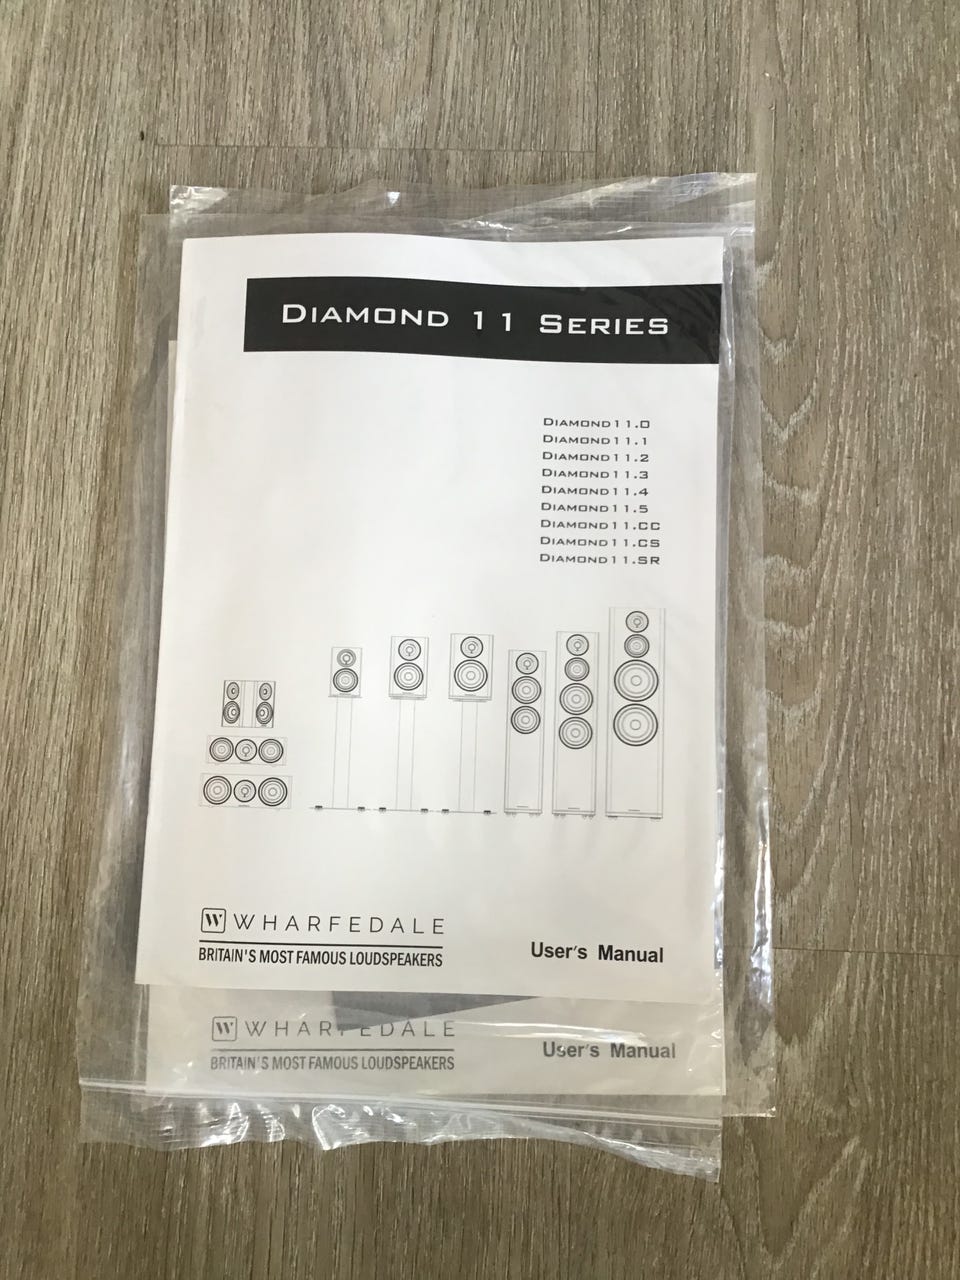 DIAMOND 11 SERIES
DIAMOND11.0
DIAMOND11.1
DIAMOND11.2
DIAMOND11.3
DIAMOND11.4
DIAMOND11.5
DIAMOND11.CC
DIAMOND11.CS
DIAMOND11.SR
W WHARFEDALE
BRITAIN'S MOST FAMOUS LOUDSPEAKERS
User's Manual
W WHARFEDALE
BRITAIN'S MOST FAMOUS LOUDSPEAKERS
User's Manual